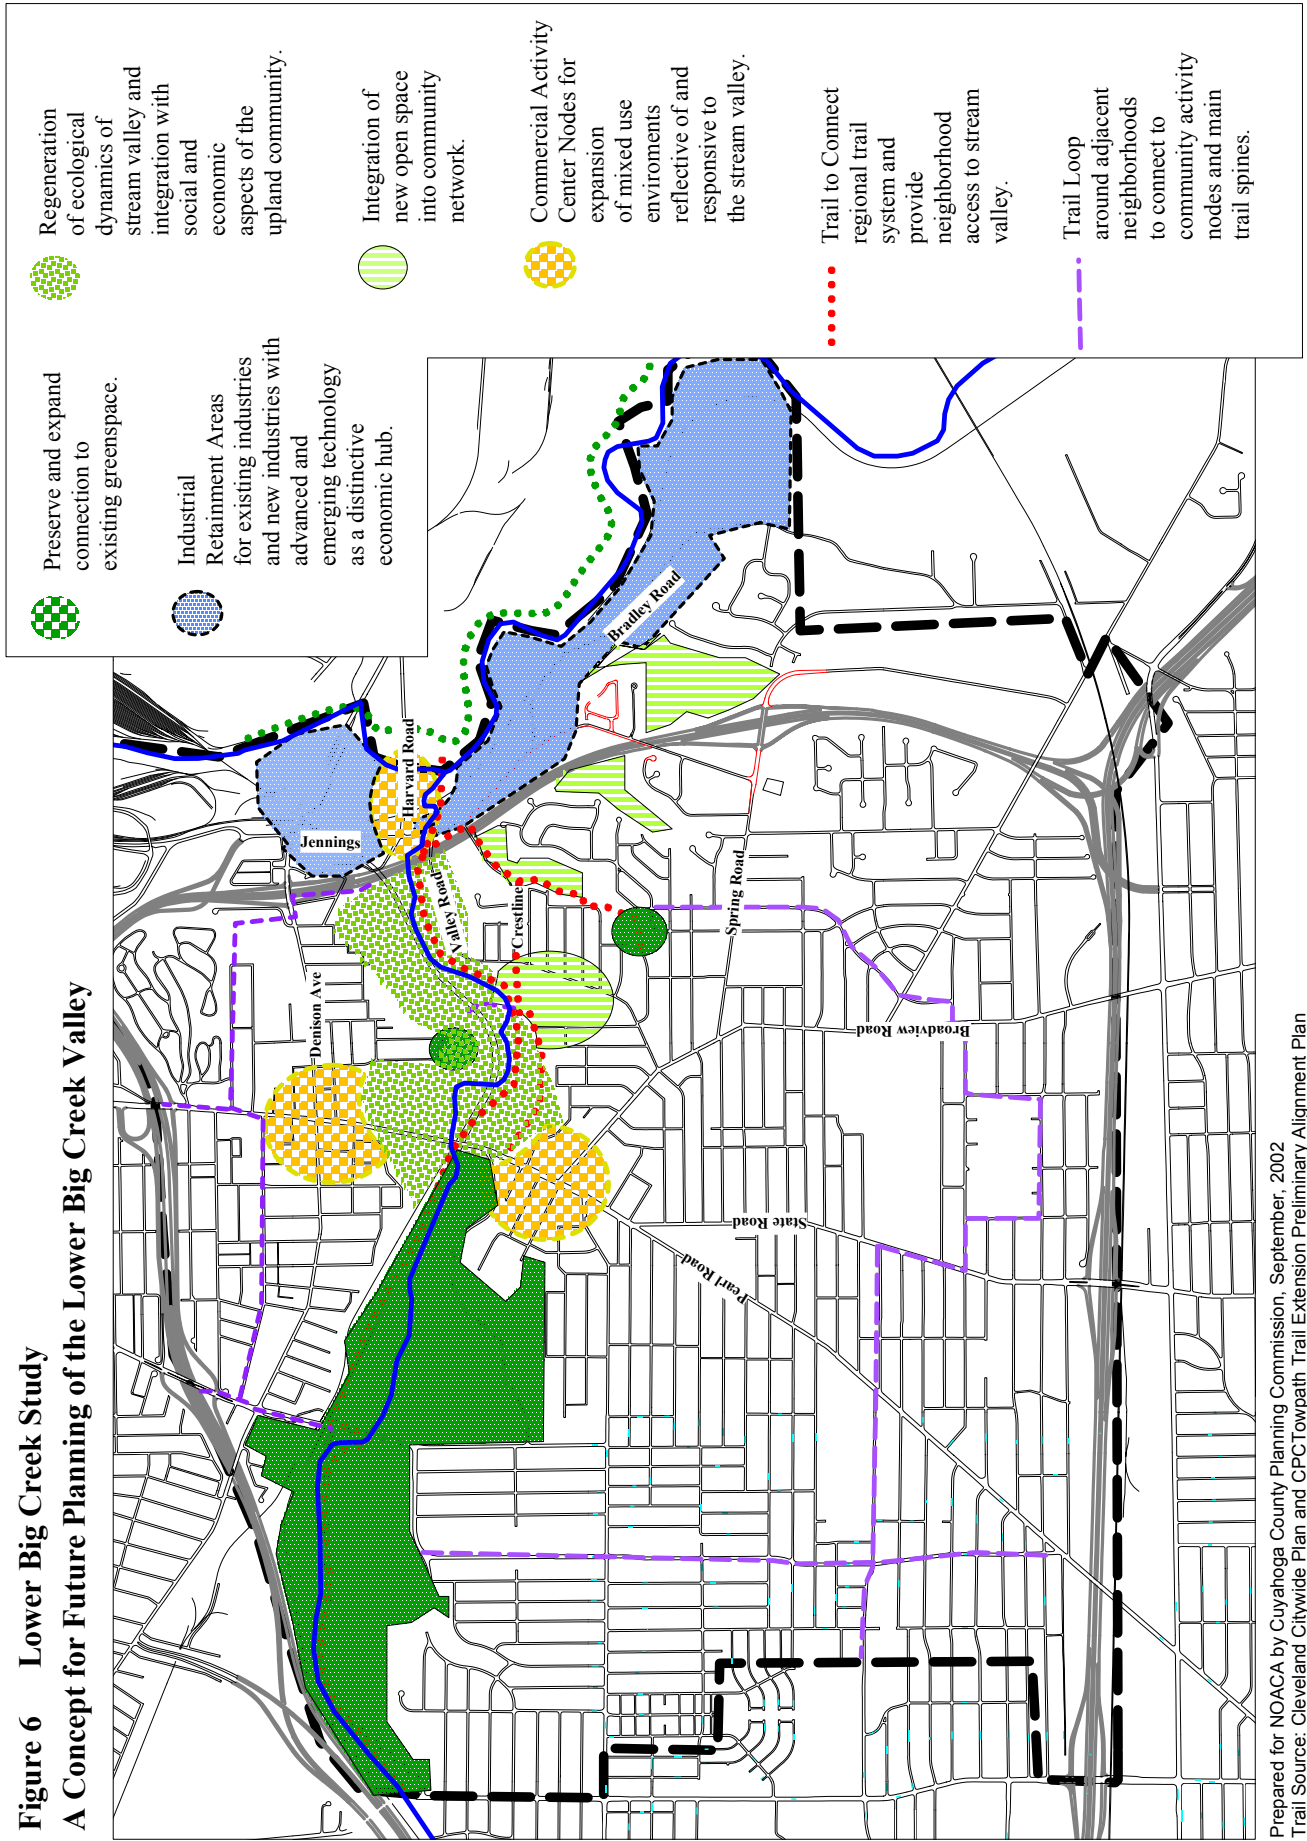 Figure 6 Lower Big Creek Study
A Concept for Future Planning of the Lower Big Creek Valley
Preserve and expand
connection to
existing greenspace.
Industrial
Retainment Areas
for existing industries
and new industries with
advanced and
emerging technology
as a distinctive
economic hub.
Regeneration
of ecological
dynamics of
stream valley and
integration with
social and
economic
aspects of the
upland community.
Integration of
new open space
into community
network.
Commercial Activity
Center Nodes for
expansion
of mixed use
enviroments
reflective of and
responsive to
the stream valley.
Trail to Connect
regional trail
system and
provide
neighborhood
access to stream
valley.
Trail Loop
around adjacent
neighborhoods
to connect to
community activity
nodes and main
trail spines.
Jennings
Harvard Road
Bradley Road
Denison Ave
Valley Road
Crestline
Spring Road
Broadview Road
State Road
Pearl Road
Prepared for NOACA by Cuyahoga County Planning Commission, September, 2002
Trail Source: Cleveland Citywide Plan and CPCTowpath Trail Extension Preliminary Alignment Plan